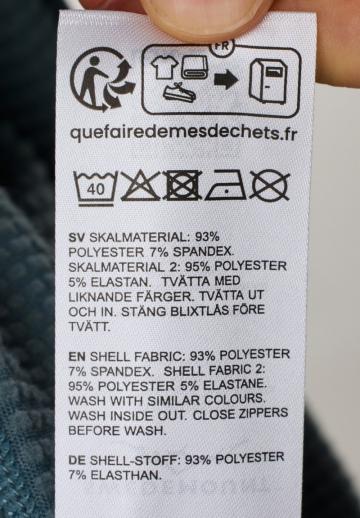 FR
quefairedemesdechets.fr
40
SV SKALMATERIAL: 93%
POLYESTER 7% SPANDEX.
SKALMATERIAL 2: 95% POLYESTER
5% ELASTAN. TVÄTTA MED
LIKNANDE FÄRGER. TVÄTTA UT
OCH IN. STÄNG BLIXTLÅS FÖRE
TVÄTT.
EN SHELL FABRIC: 93% POLYESTER
7% SPANDEX. SHELL FABRIC 2:
95% POLYESTER 5% ELASTANE.
WASH WITH SIMILAR COLOURS.
WASH INSIDE OUT. CLOSE ZIPPERS
BEFORE WASH.
DE SHELL-STOFF: 93% POLYESTER
7% ELASTHAN.